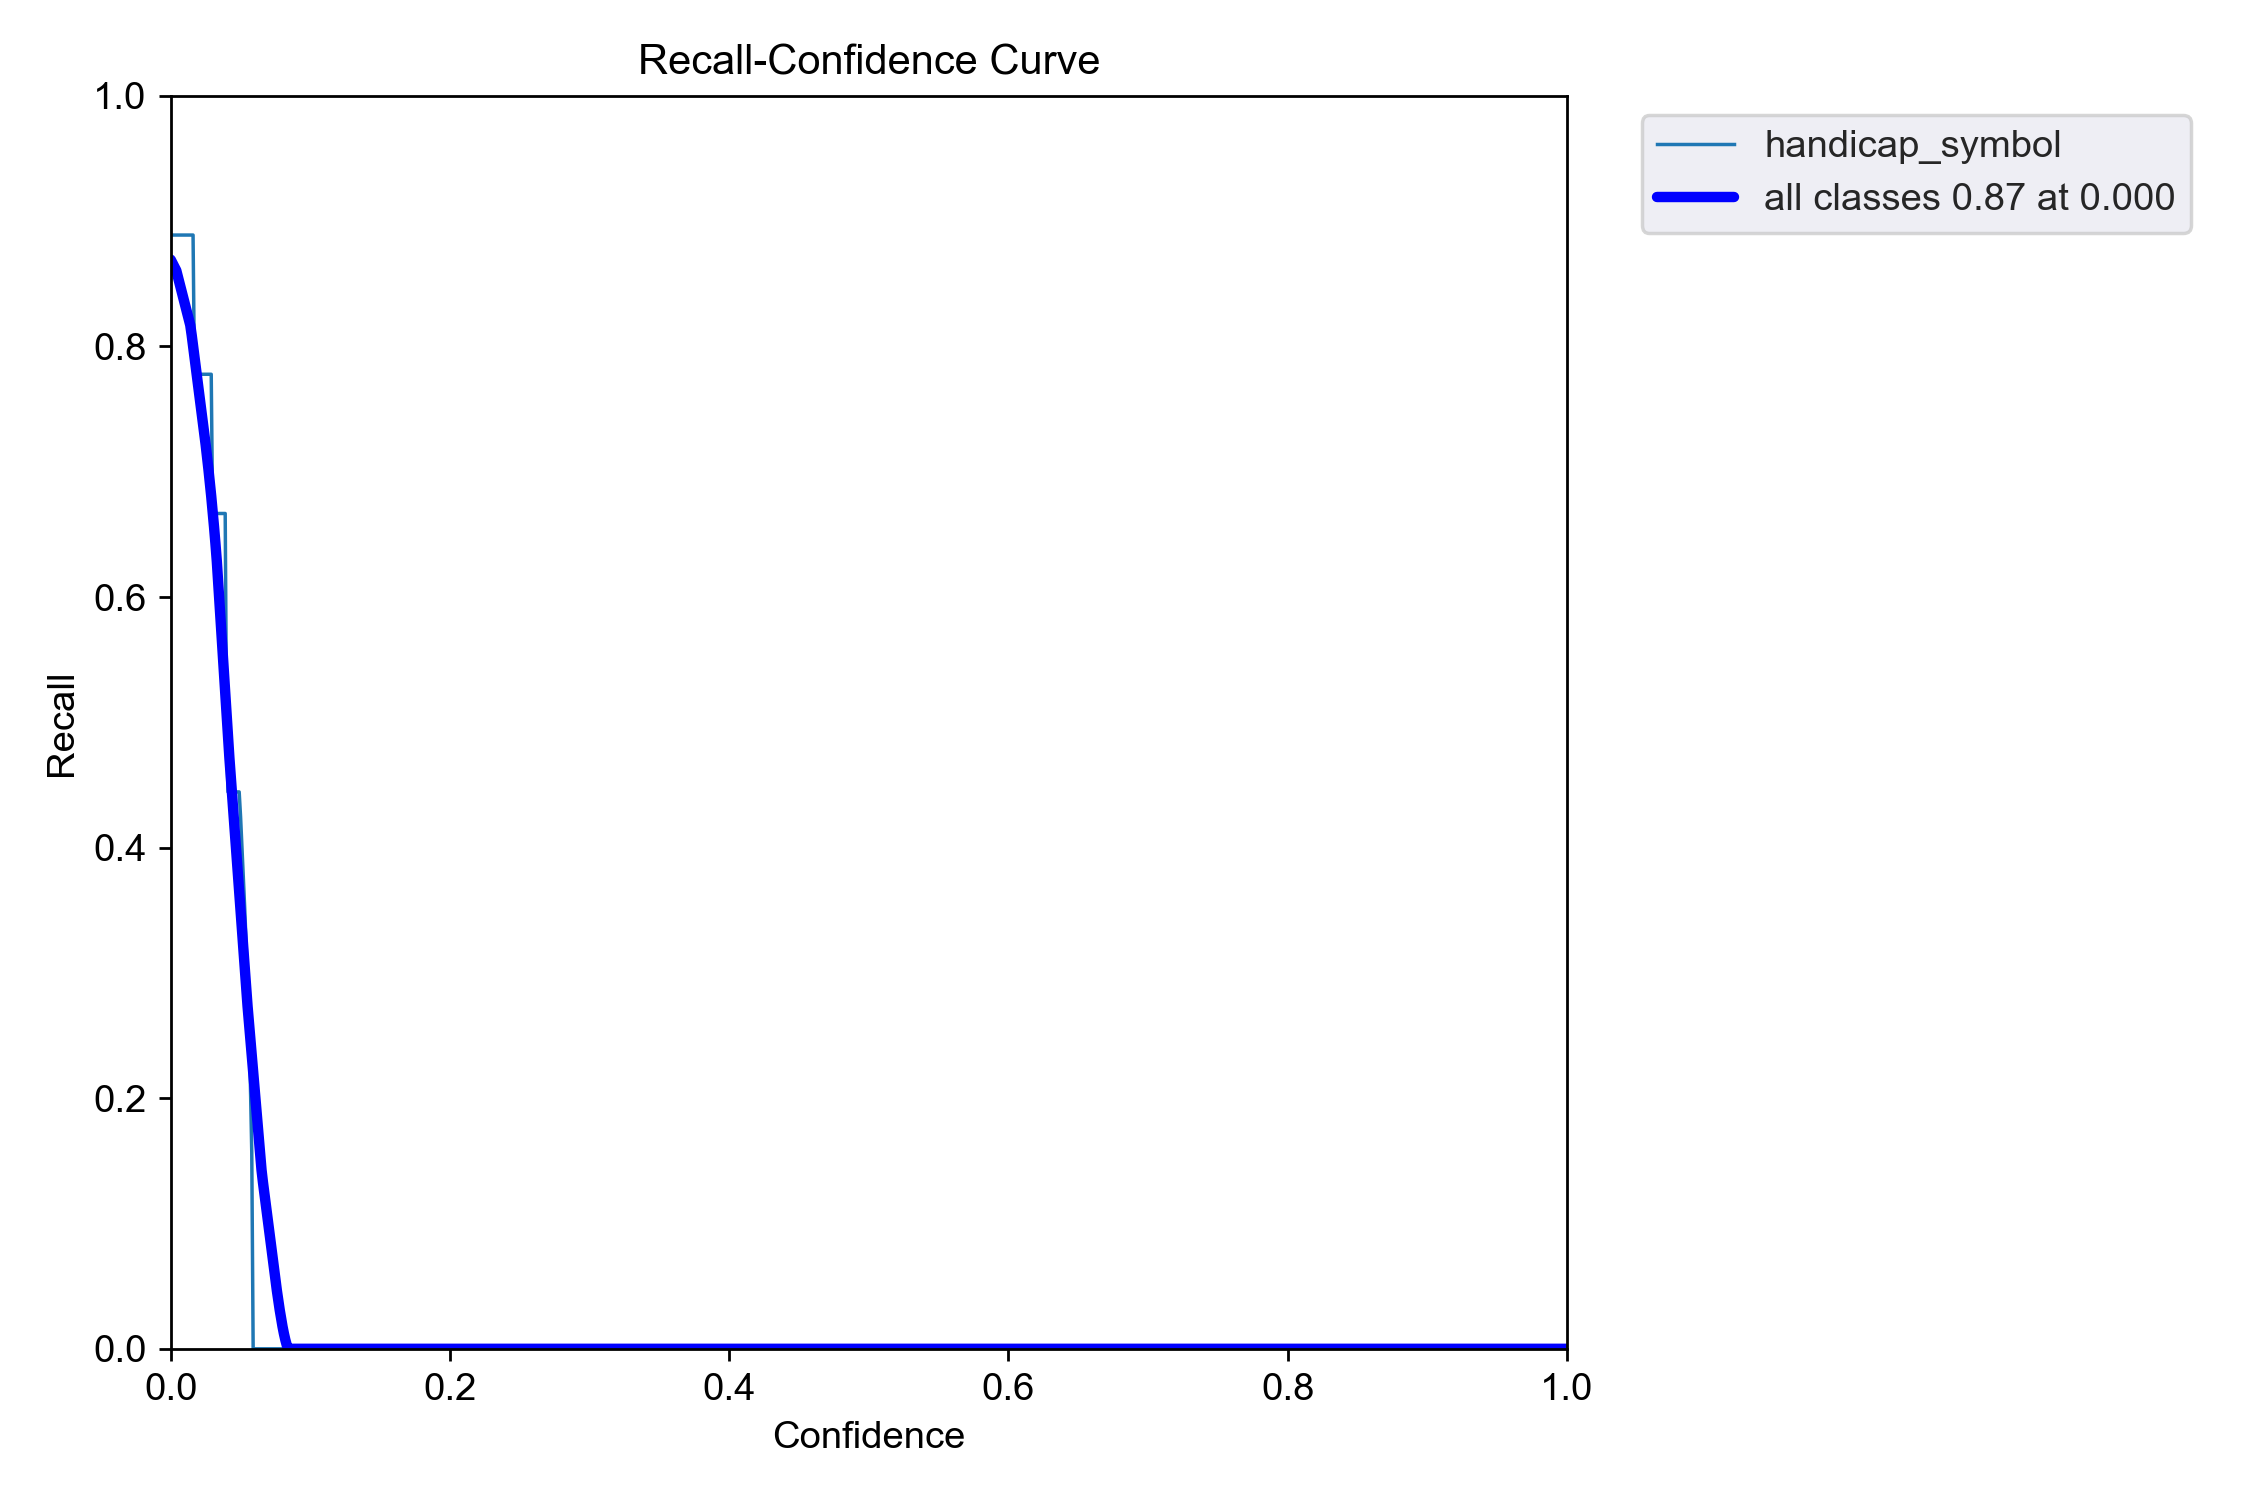 Recall-Confidence Curve
1.0
0.8
0.6
0.4
0.2
0.0
Recall
0.0 0.2 0.4 0.6 0.8 1.0
Confidence
handicap_symbol
all classes 0.87 at 0.000